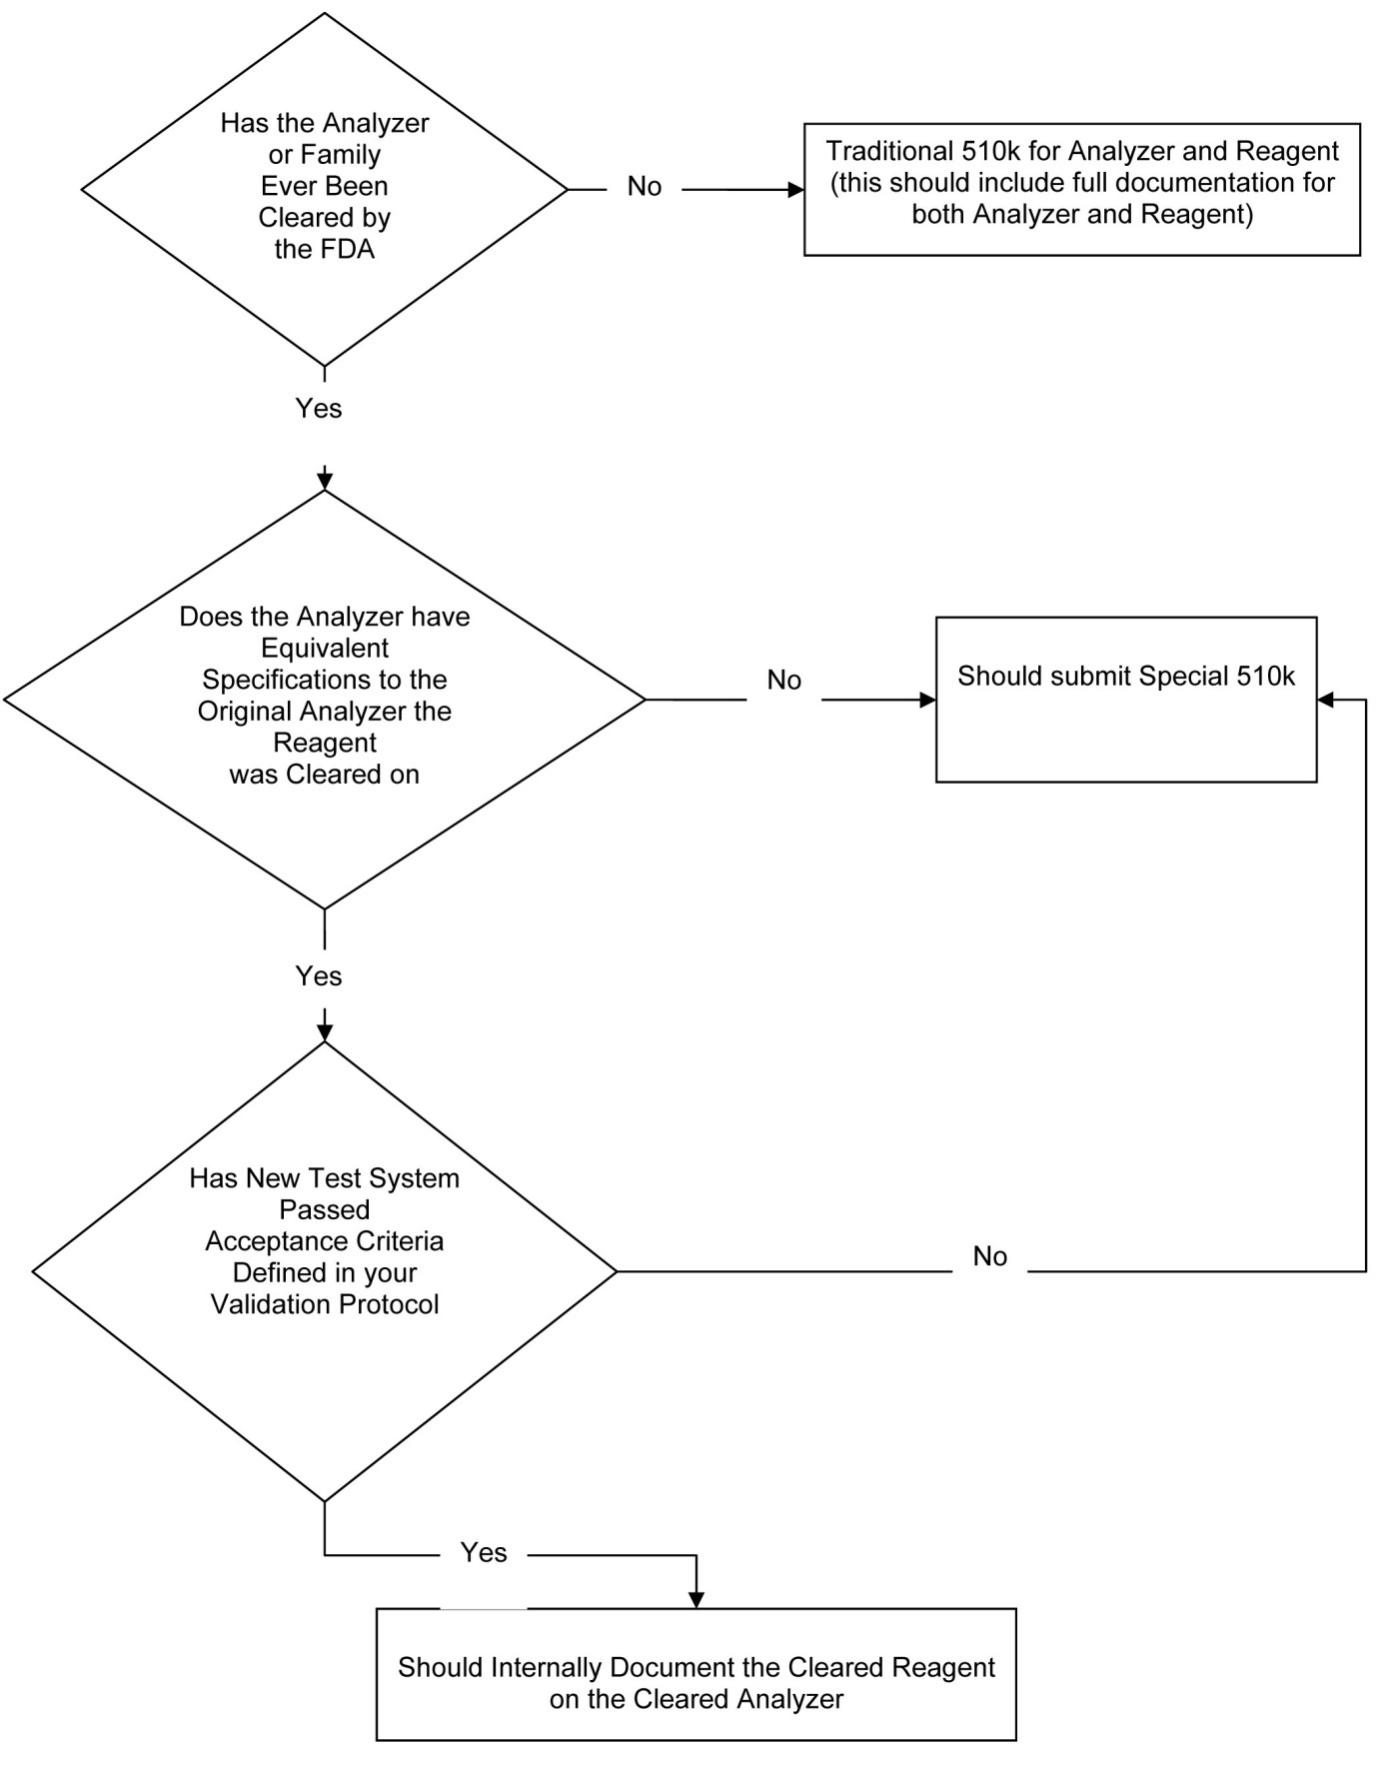 Has the Analyzer
or Family
Ever Been
Cleared by
the FDA
No
Traditional 510k for Analyzer and Reagent
(this should include full documentation for
both Analyzer and Reagent)
Yes
Does the Analyzer have
Equivalent
Specifications to the
Original Analyzer the
Reagent
was Cleared on
No
Should submit Special 510k
Yes
Has New Test System
Passed
Acceptance Criteria
Defined in your
Validation Protocol
No
Yes
Should Internally Document the Cleared Reagent
on the Cleared Analyzer